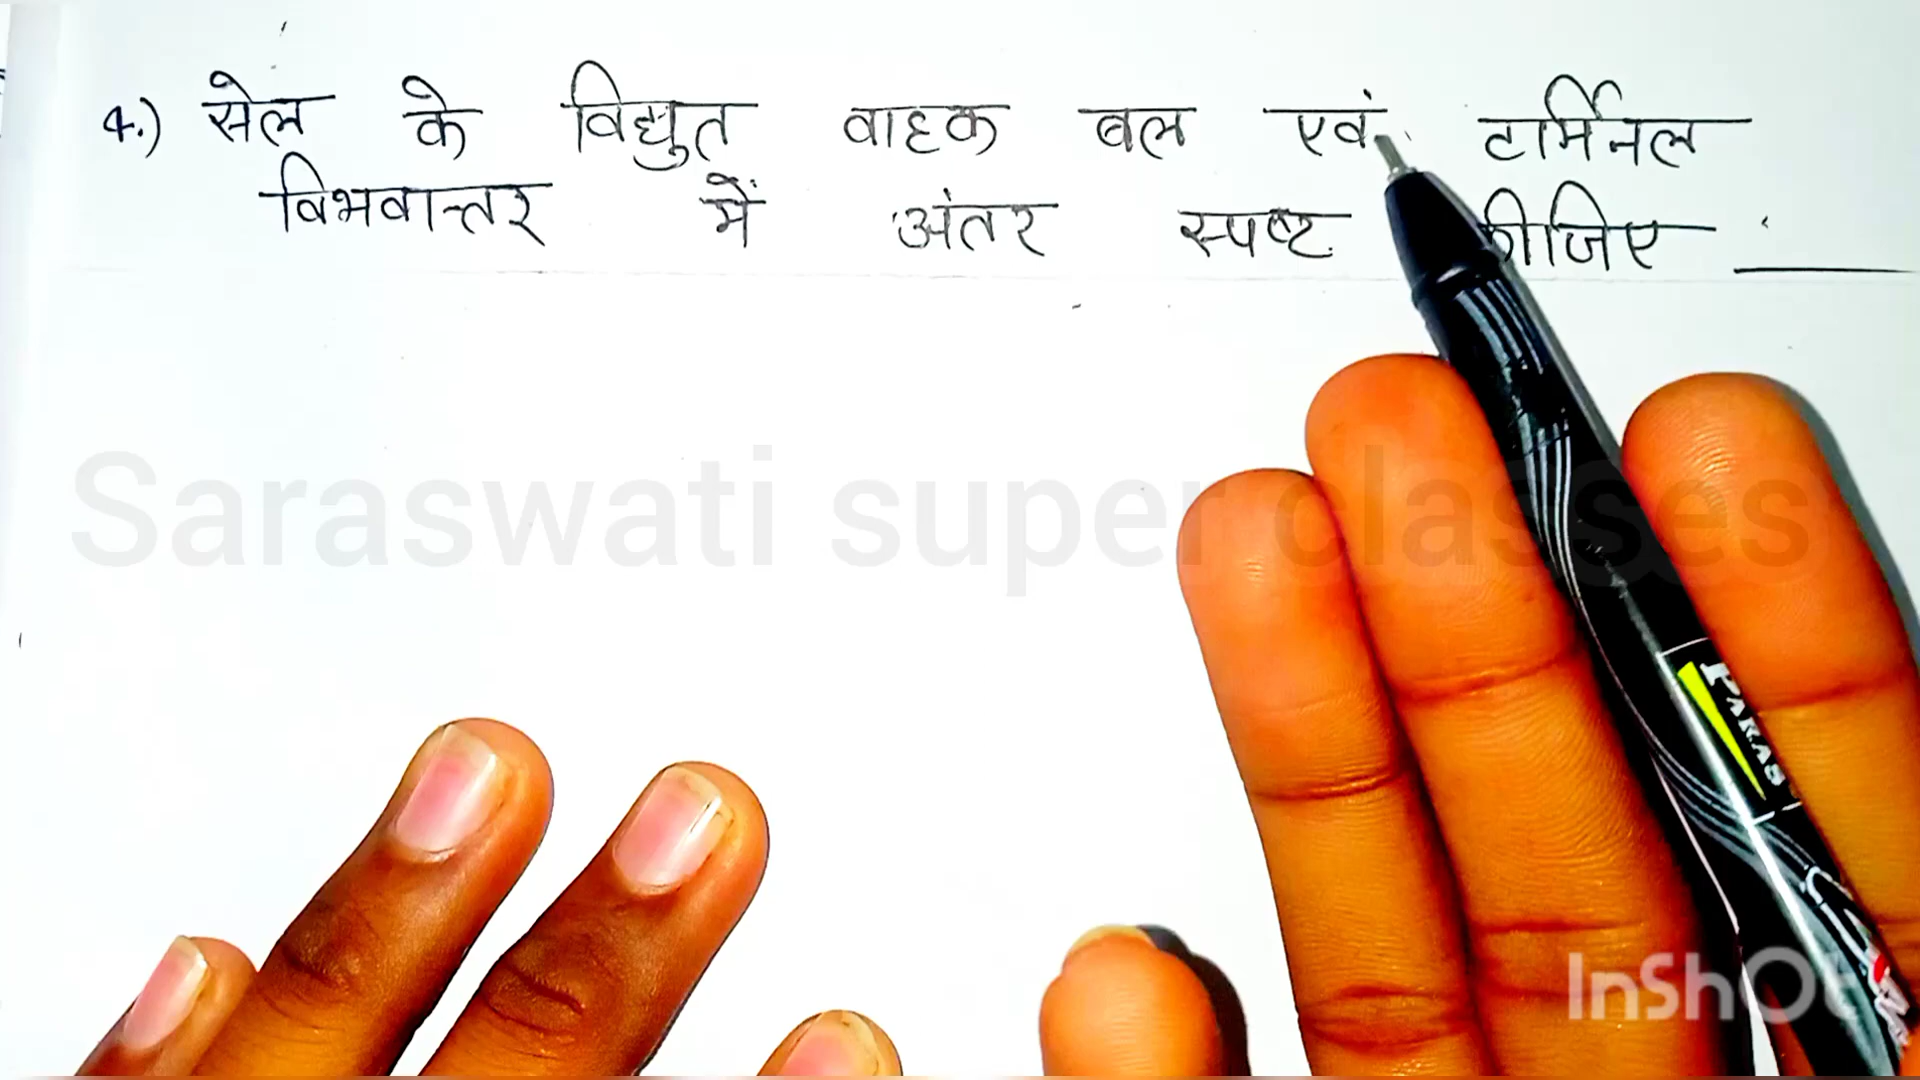 4.) सेल के विद्युत वाहक बल एवं टर्मिनल
विभवान्तर में अंतर स्पष्ट कीजिए
Saraswati super classes
PARAS
InShOt